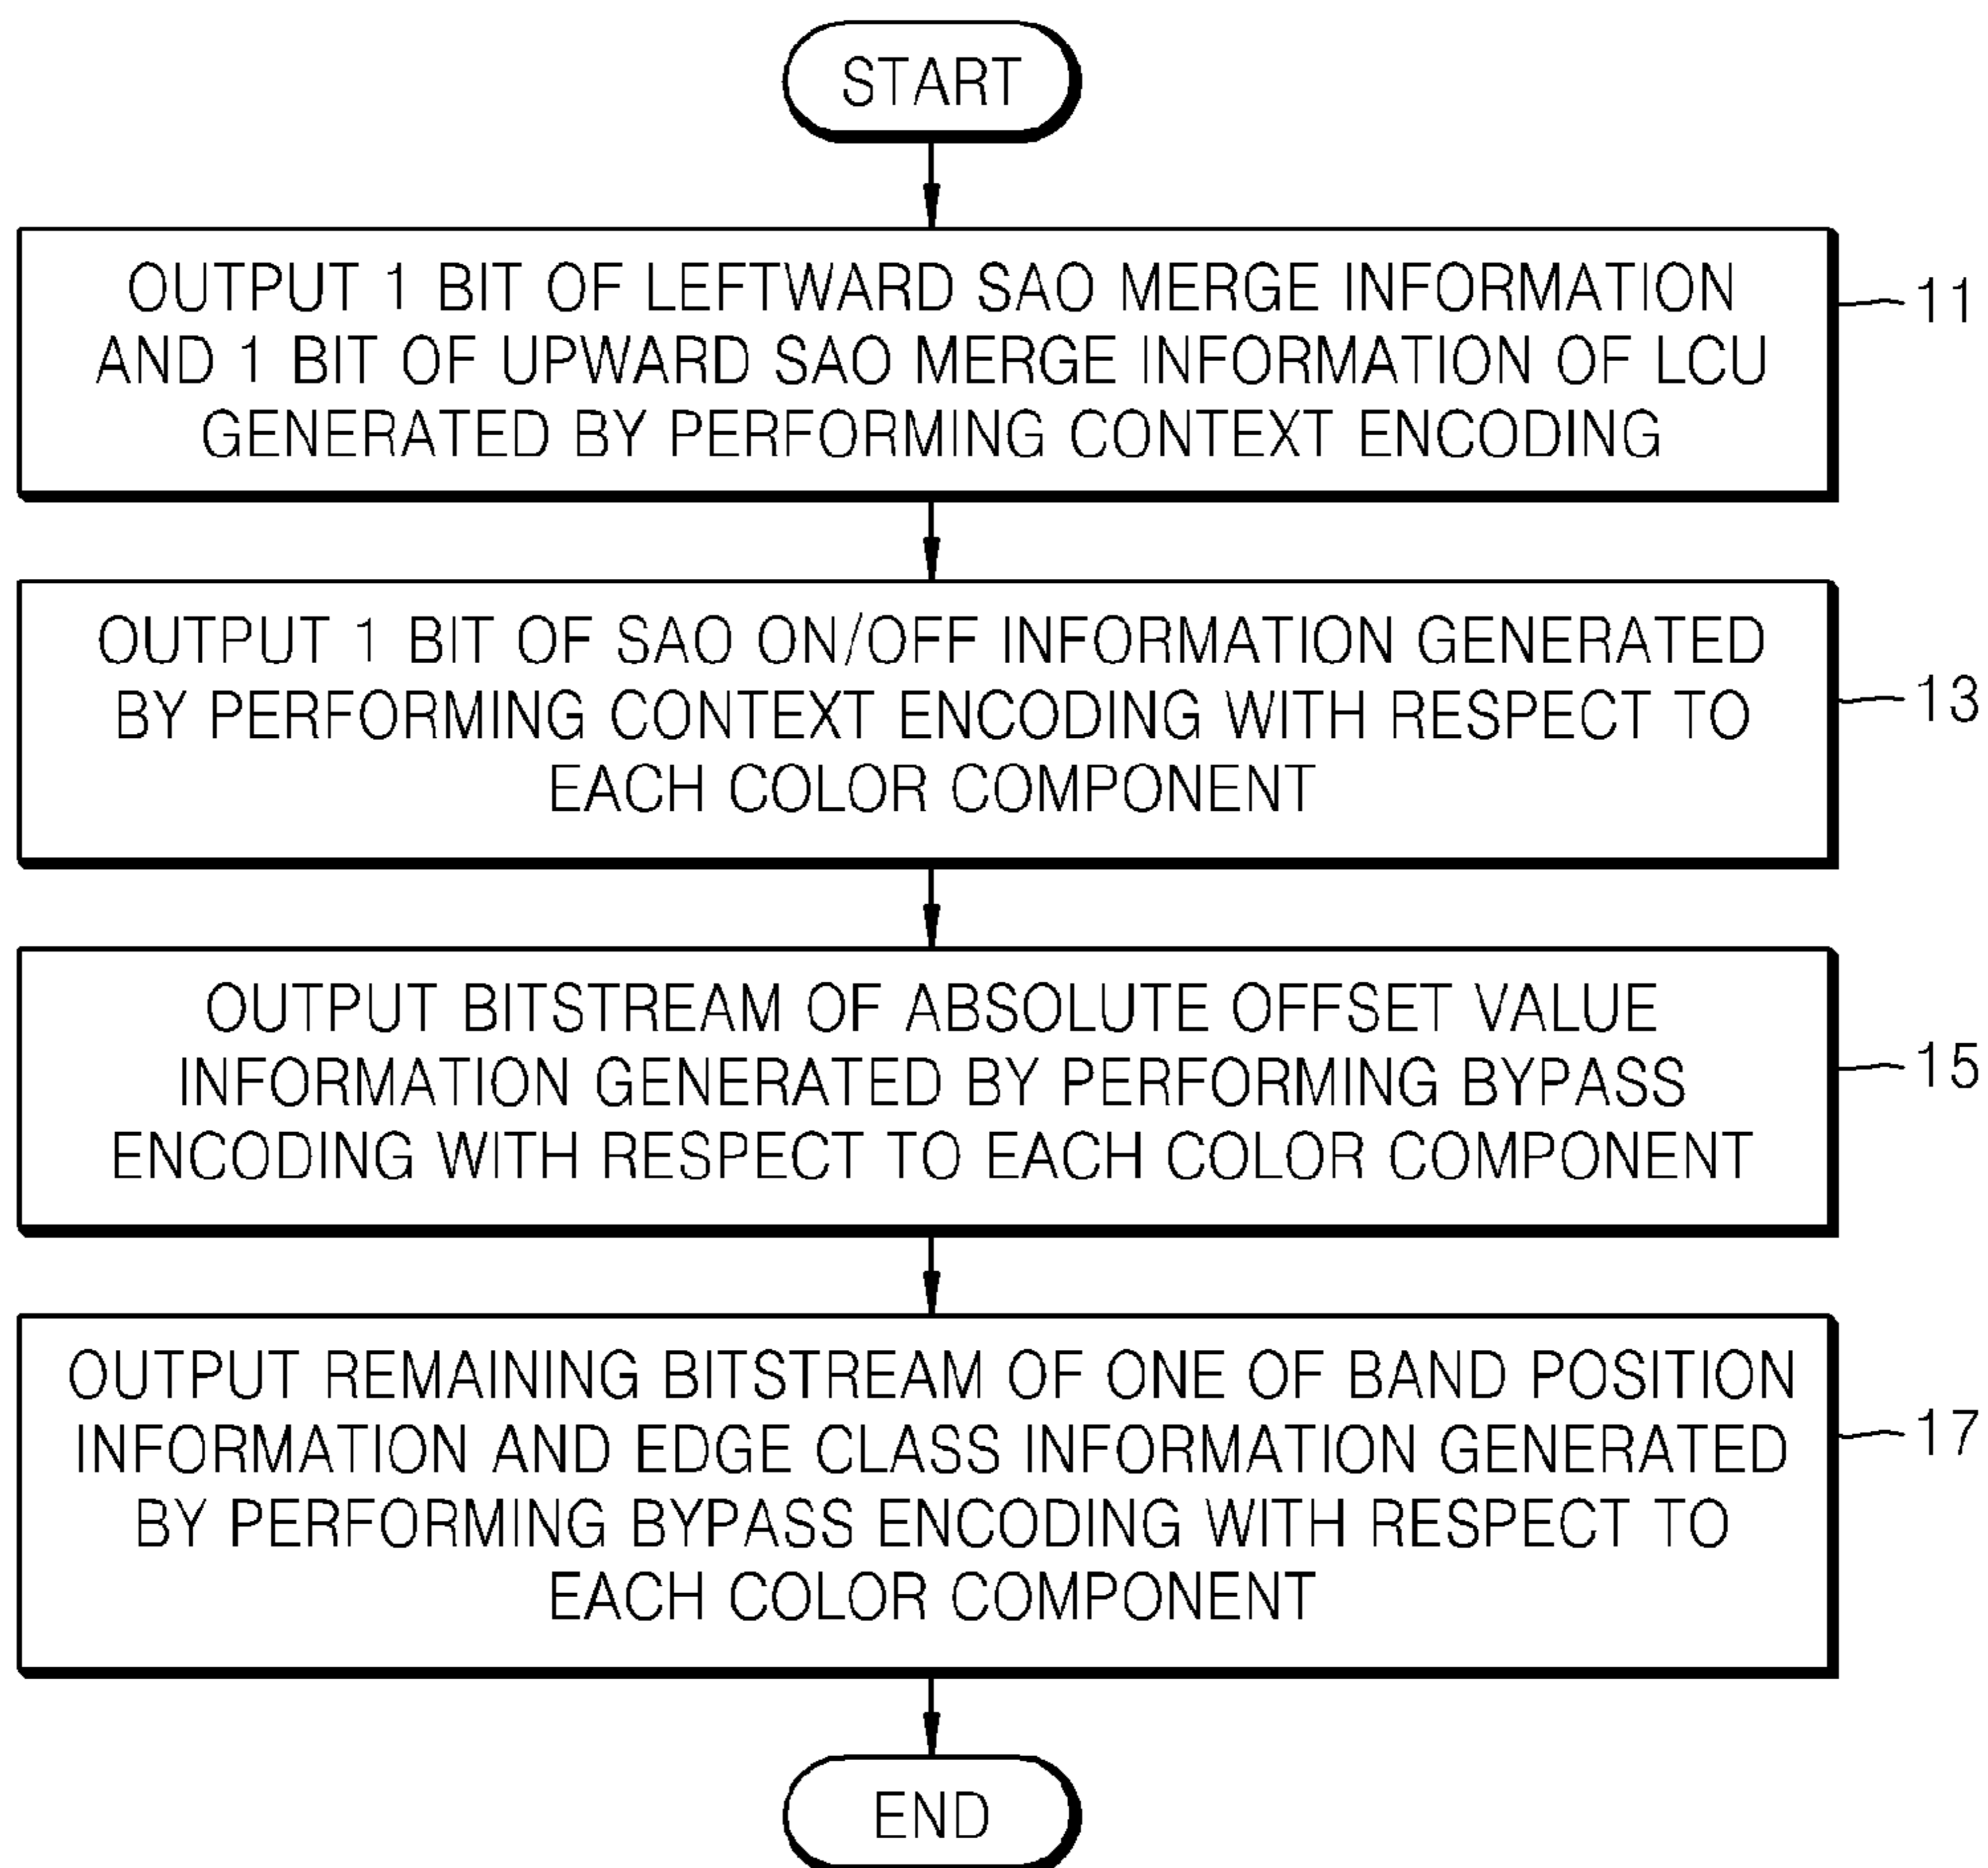 START
OUTPUT 1 BIT OF LEFTWARD SAO MERGE INFORMATION
AND 1 BIT OF UPWARD SAO MERGE INFORMATION OF LCU
GENERATED BY PERFORMING CONTEXT ENCODING
11
OUTPUT 1 BIT OF SAO ON/OFF INFORMATION GENERATED
BY PERFORMING CONTEXT ENCODING WITH RESPECT TO
EACH COLOR COMPONENT
13
OUTPUT BITSTREAM OF ABSOLUTE OFFSET VALUE
INFORMATION GENERATED BY PERFORMING BYPASS
ENCODING WITH RESPECT TO EACH COLOR COMPONENT
15
OUTPUT REMAINING BITSTREAM OF ONE OF BAND POSITION
INFORMATION AND EDGE CLASS INFORMATION GENERATED
BY PERFORMING BYPASS ENCODING WITH RESPECT TO
EACH COLOR COMPONENT
17
END